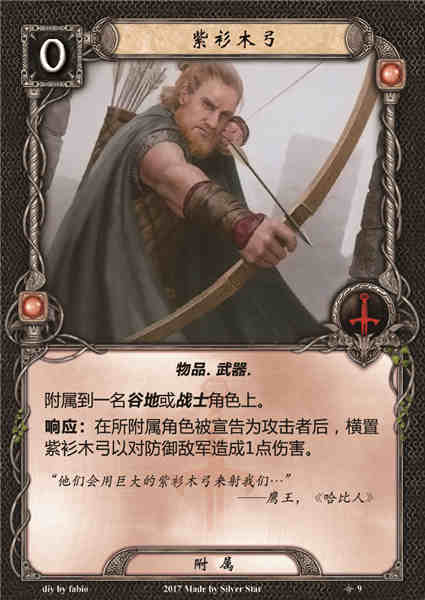 0
紫衫木弓
物品. 武器.
附属到一名谷地或战士角色上。
响应：在所附属角色被宣告为攻击者后，横置
紫衫木弓以对防御敌军造成1点伤害。
“他们会用巨大的紫衫木弓来射我们…”
——鹰王，《哈比人》
附属
diy by fabio 2017 Made by Silver Star 9